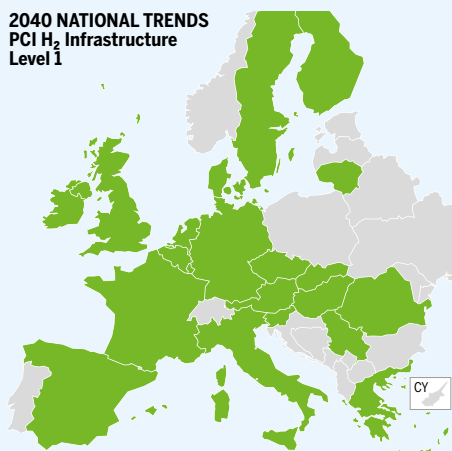 2040 NATIONAL TRENDS
PCI H₂ Infrastructure
Level 1
CY